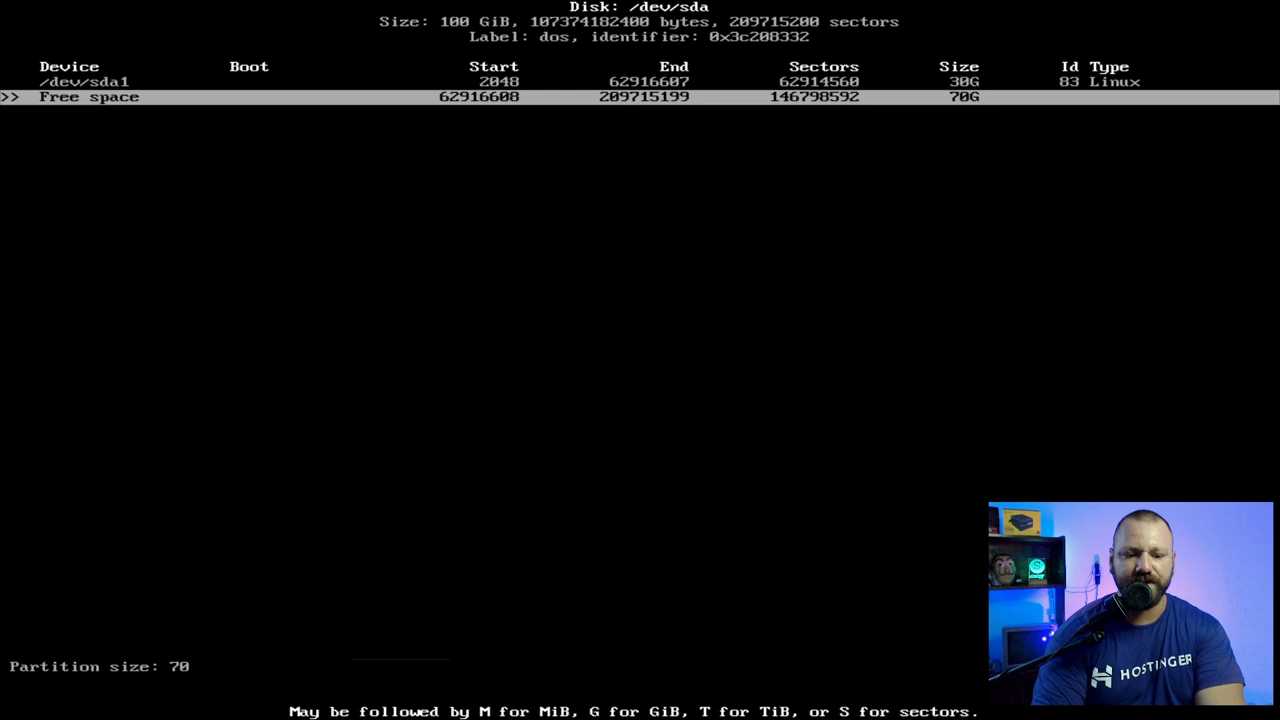 Disk: /dev/sda
Size: 100 GiB, 107374182400 bytes, 209715200 sectors
Label: dos, identifier: 0x3c208332
Device Boot Start End Sectors Size Id Type
/dev/sda1 2048 62916607 62914560 30G 83 Linux
>> Free space 62916608 209715199 146798592 70G
HOSTINGER
Partition size: 70
May be followed by M for MiB, G for GiB, T for TiB, or S for sectors.